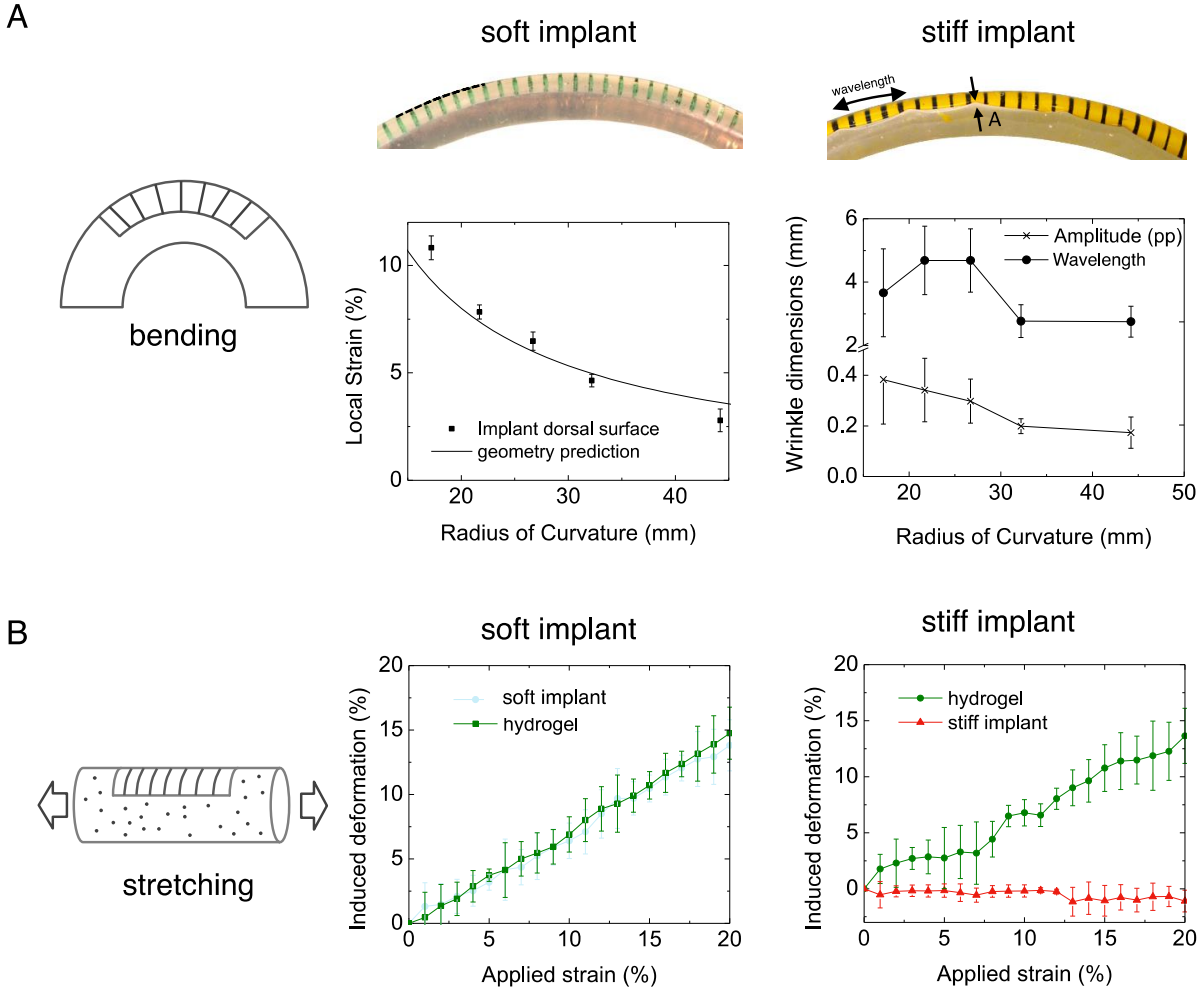 A
soft implant
stiff implant
wavelength
A
bending
Local Strain (%)
10
5
0
Implant dorsal surface
geometry prediction
20
30
40
Radius of Curvature (mm)
Wrinkle dimensions (mm)
6
4
2
2
0.4
0.2
0.0
Amplitude (pp)
Wavelength
20
30
40
50
Radius of Curvature (mm)
B
soft implant
stiff implant
stretching
Induced deformation (%)
20
15
10
5
0
soft implant
hydrogel
0
5
10
15
20
Applied strain (%)
Induced deformation (%)
20
15
10
5
0
hydrogel
stiff implant
0
5
10
15
20
Applied strain (%)